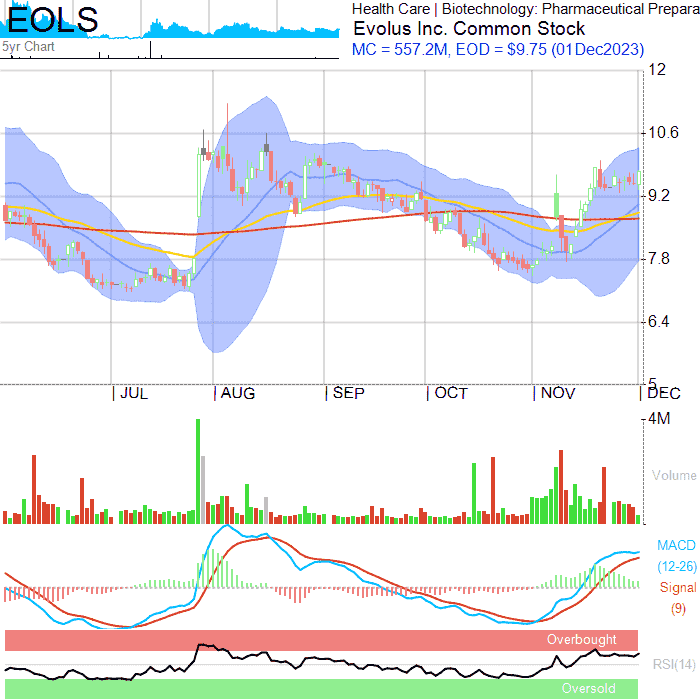 EOLS
5yr Chart
Health Care | Biotechnology: Pharmaceutical Prepara
Evolus Inc. Common Stock
MC = 557.2M, EOD = $9.75 (01Dec2023)
12
10.6
9.2
7.8
6.4
5
JUL AUG SEP OCT NOV DEC
4M
Volume
MACD
(12-26)
Signal
(9)
Overbought
RSI(14)
Oversold